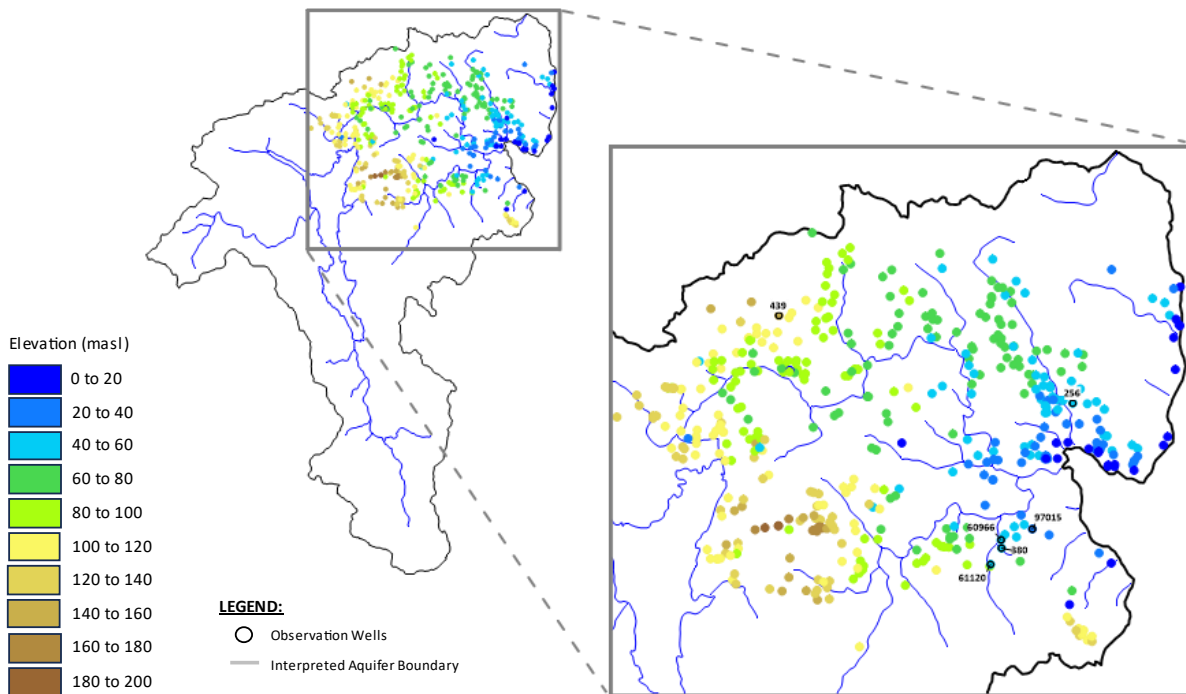 439
256
97015
60966
380
61120
Elevation (masl)
0 to 20
20 to 40
40 to 60
60 to 80
80 to 100
100 to 120
120 to 140
140 to 160
160 to 180
180 to 200
LEGEND:
Observation Wells
Interpreted Aquifer Boundary